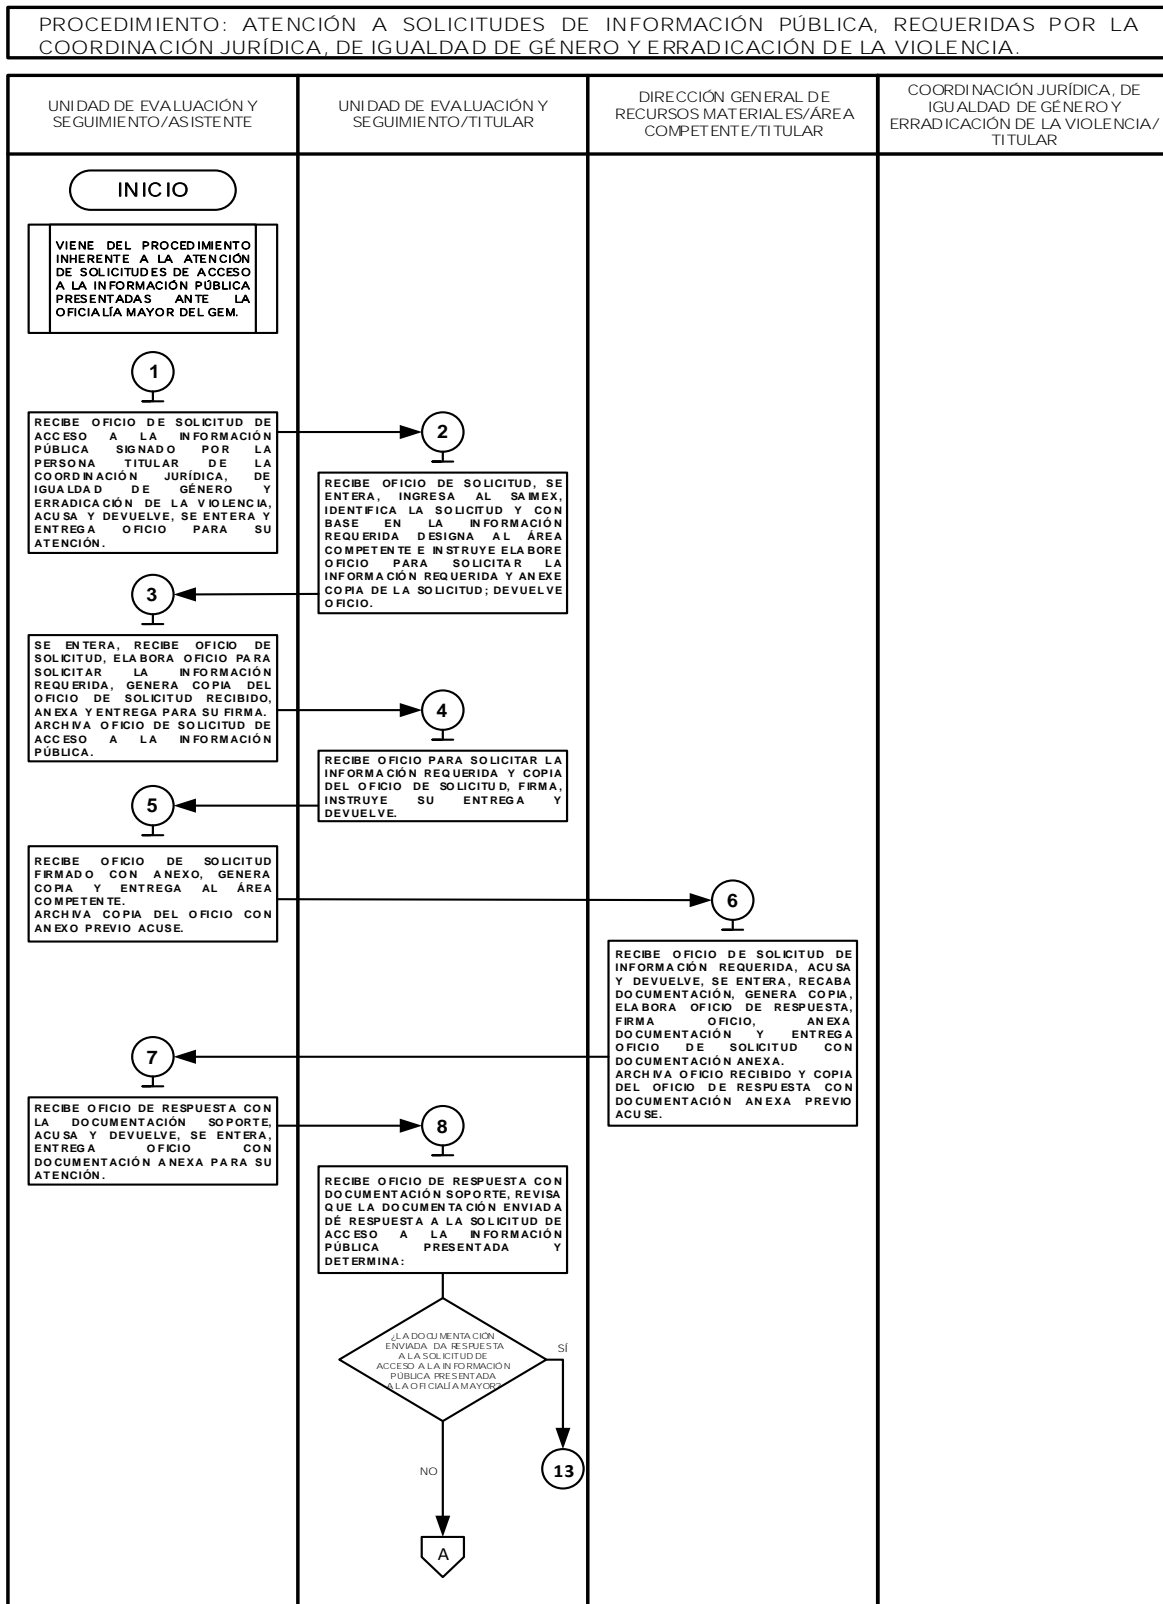 PROCEDIMIENTO: ATENCIÓN A SOLICITUDES DE INFORMACIÓN PÚBLICA, REQUERIDAS POR LA
COORDINACIÓN JURÍDICA, DE IGUALDAD DE GÉNERO Y ERRADICACIÓN DE LA VIOLENCIA.
UNIDAD DE EVALUACIÓN Y
SEGUIMIENTO/ASISTENTE
UNIDAD DE EVALUACIÓN Y
SEGUIMIENTO/TITULAR
DIRECCIÓN GENERAL DE
RECURSOS MATERIALES/ÁREA
COMPETENTE/TITULAR
COORDINACIÓN JURÍDICA, DE
IGUALDAD DE GÉNERO Y
ERRADICACIÓN DE LA VIOLENCIA/
TITULAR
INICIO
VIENE DEL PROCEDIMIENTO
INHERENTE A LA ATENCIÓN
DE SOLICITUDES DE ACCESO
A LA INFORMACIÓN PÚBLICA
PRESENTADAS ANTE LA
OFICIALÍA MAYOR DEL GEM.
1
RECIBE OFICIO DE SOLICITUD DE
ACCESO A LA INFORMACIÓN
PÚBLICA SIGNADO POR LA
PERSONA TITULAR DE LA
COORDINACIÓN JURÍDICA, DE
IGUALDAD DE GÉNERO Y
ERRADICACIÓN DE LA VIOLENCIA,
ACUSA Y DEVUELVE, SE ENTERA Y
ENTREGA OFICIO PARA SU
ATENCIÓN.
2
RECIBE OFICIO DE SOLICITUD, SE
ENTERA, INGRESA AL SAIMEX,
IDENTIFICA LA SOLICITUD Y CON
BASE EN LA INFORMACIÓN
REQUERIDA DESIGNA AL ÁREA
COMPETENTE E INSTRUYE ELABORE
OFICIO PARA SOLICITAR LA
INFORMACIÓN REQUERIDA Y ANEXE
COPIA DE LA SOLICITUD; DEVUELVE
OFICIO.
3
SE ENTERA, RECIBE OFICIO DE
SOLICITUD, ELABORA OFICIO PARA
SOLICITAR LA INFORMACIÓN
REQUERIDA, GENERA COPIA DEL
OFICIO DE SOLICITUD RECIBIDO,
ANEXA Y ENTREGA PARA SU FIRMA.
ARCHIVA OFICIO DE SOLICITUD DE
ACCESO A LA INFORMACIÓN
PÚBLICA.
4
RECIBE OFICIO PARA SOLICITAR LA
INFORMACIÓN REQUERIDA Y COPIA
DEL OFICIO DE SOLICITUD, FIRMA,
INSTRUYE SU ENTREGA Y
DEVUELVE.
5
RECIBE OFICIO DE SOLICITUD
FIRMADO CON ANEXO, GENERA
COPIA Y ENTREGA AL ÁREA
COMPETENTE.
ARCHIVA COPIA DEL OFICIO CON
ANEXO PREVIO ACUSE.
6
RECIBE OFICIO DE SOLICITUD DE
INFORMACIÓN REQUERIDA, ACUSA
Y DEVUELVE, SE ENTERA, RECABA
DOCUMENTACIÓN, GENERA COPIA,
ELABORA OFICIO DE RESPUESTA,
FIRMA OFICIO, ANEXA
DOCUMENTACIÓN Y ENTREGA
OFICIO DE SOLICITUD CON
DOCUMENTACIÓN ANEXA.
ARCHIVA OFICIO RECIBIDO Y COPIA
DEL OFICIO DE RESPUESTA CON
DOCUMENTACIÓN ANEXA PREVIO
ACUSE.
7
RECIBE OFICIO DE RESPUESTA CON
LA DOCUMENTACIÓN SOPORTE,
ACUSA Y DEVUELVE, SE ENTERA,
ENTREGA OFICIO CON
DOCUMENTACIÓN ANEXA PARA SU
ATENCIÓN.
8
RECIBE OFICIO DE RESPUESTA CON
DOCUMENTACIÓN SOPORTE, REVISA
QUE LA DOCUMENTACIÓN ENVIADA
DÉ RESPUESTA A LA SOLICITUD DE
ACCESO A LA INFORMACIÓN
PÚBLICA PRESENTADA Y
DETERMINA:
¿LA DOCUMENTACIÓN
ENVIADA DA RESPUESTA
A LA SOLICITUD DE
ACCESO A LA INFORMACIÓN
PÚBLICA PRESENTADA
A LA OFICIALÍA MAYOR?
SÍ
13
NO
A